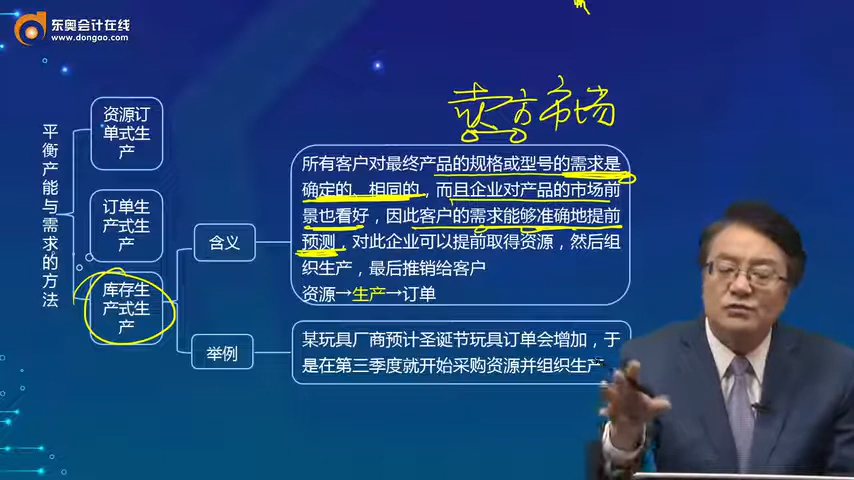 东奥会计在线
www.dongao.com
卖方市场
平衡产能与需求的方法
资源订
单式生
产
订单生
产式生
产
库存生
产式生
产
含义
所有客户对最终产品的规格或型号的需求是
确定的、相同的，而且企业对产品的市场前
景也看好，因此客户的需求能够准确地提前
预测，对此企业可以提前取得资源，然后组
织生产，最后推销给客户
资源→生产→订单
举例
某玩具厂商预计圣诞节玩具订单会增加，于
是在第三季度就开始采购资源并组织生产